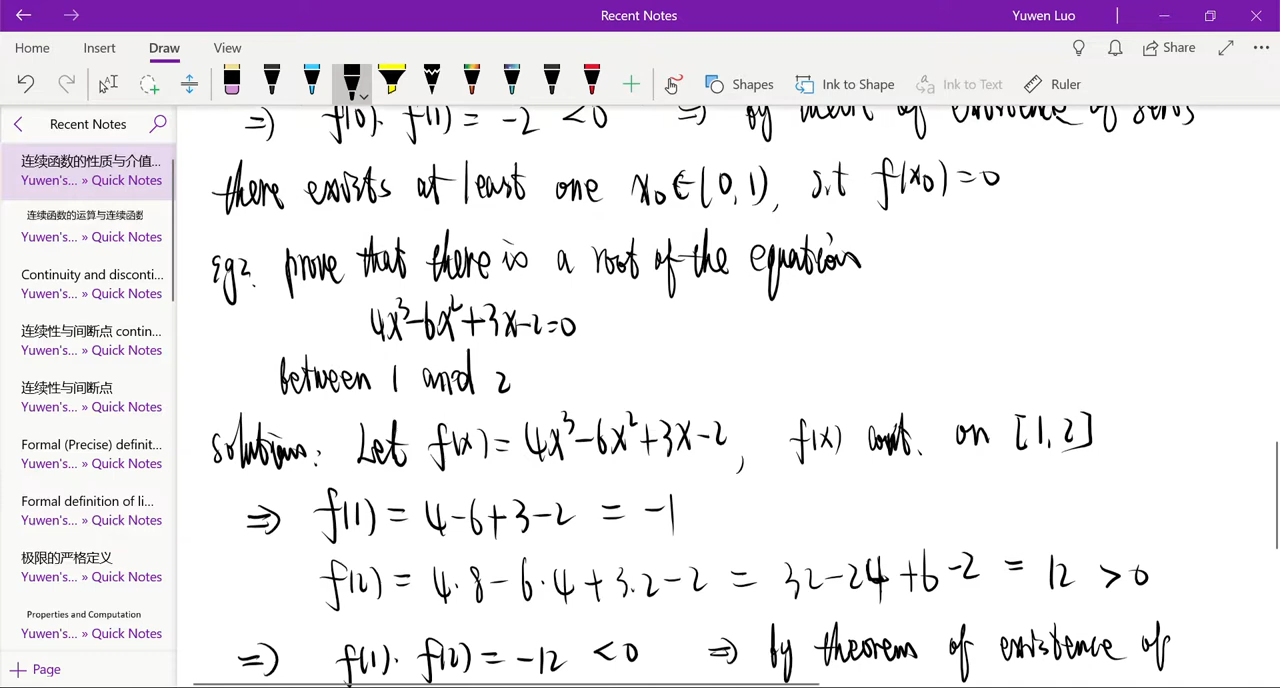 Recent Notes
Yuwen Luo
Home Insert Draw View
Share
Shapes
Ink to Shape
Ink to Text
Ruler
Recent Notes
连续函数的性质与介值...
Yuwen's... » Quick Notes
连续函数的运算与连续函数
Yuwen's... » Quick Notes
Continuity and disconti...
Yuwen's... » Quick Notes
连续性与间断点 contin...
Yuwen's... » Quick Notes
连续性与间断点
Yuwen's... » Quick Notes
Formal (Precise) definit...
Yuwen's... » Quick Notes
Formal definition of li...
Yuwen's... » Quick Notes
极限的严格定义
Yuwen's... » Quick Notes
Properties and Computation
Yuwen's... » Quick Notes
Page
⇒ f(0). f(1) = -2 <0 ⇒ by of existence of
there exists at least one x₀∈(0,1), s.t f(x₀)=0
eg2. prove that there is a root of the equation
4x³-6x²+3x-2=0
between 1 and 2
solution: Let f(x)=4x³-6x²+3x-2, f(x) cont. on [1,2]
⇒ f(1) = 4-6+3-2 = -1
f(2) = 4.8-6.4+3.2-2 = 32-24+6-2 = 12 >0
⇒ f(1). f(2) = -12 <0 ⇒ by theorem of existence of